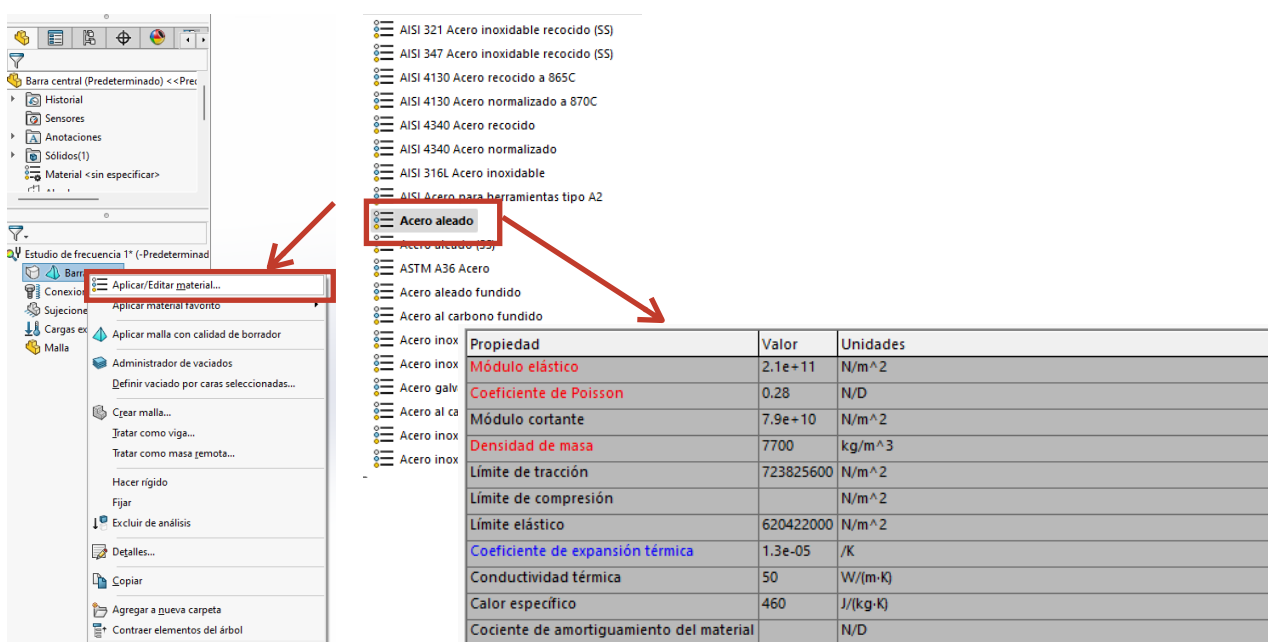 Barra central (Predeterminado) <<Prec
Historial
Sensores
Anotaciones
Sólidos(1)
Material <sin especificar>
Estudio de frecuencia 1* (-Predeterminad
Barra
Conexion
Sujecione
Cargas ex
Malla
Aplicar/Editar material...
Aplicar material favorito
Aplicar malla con calidad de borrador
Administrador de vaciados
Definir vaciado por caras seleccionadas...
Crear malla...
Tratar como viga...
Tratar como masa remota...
Hacer rígido
Fijar
Excluir de análisis
Detalles...
Copiar
Agregar a nueva carpeta
Contraer elementos del árbol
AISI 321 Acero inoxidable recocido (SS)
AISI 347 Acero inoxidable recocido (SS)
AISI 4130 Acero recocido a 865C
AISI 4130 Acero normalizado a 870C
AISI 4340 Acero recocido
AISI 4340 Acero normalizado
AISI 316L Acero inoxidable
AISI Acero para herramientas tipo A2
Acero aleado
Acero aleado (SS)
ASTM A36 Acero
Acero aleado fundido
Acero al carbono fundido
Acero inox
Acero inox
Acero galv
Acero al ca
Acero inox
Acero inox
Propiedad Valor Unidades
Módulo elástico 2.1e+11 N/m^2
Coeficiente de Poisson 0.28 N/D
Módulo cortante 7.9e+10 N/m^2
Densidad de masa 7700 kg/m^3
Límite de tracción 723825600 N/m^2
Límite de compresión N/m^2
Límite elástico 620422000 N/m^2
Coeficiente de expansión térmica 1.3e-05 /K
Conductividad térmica 50 W/(m·K)
Calor específico 460 J/(kg·K)
Cociente de amortiguamiento del material N/D